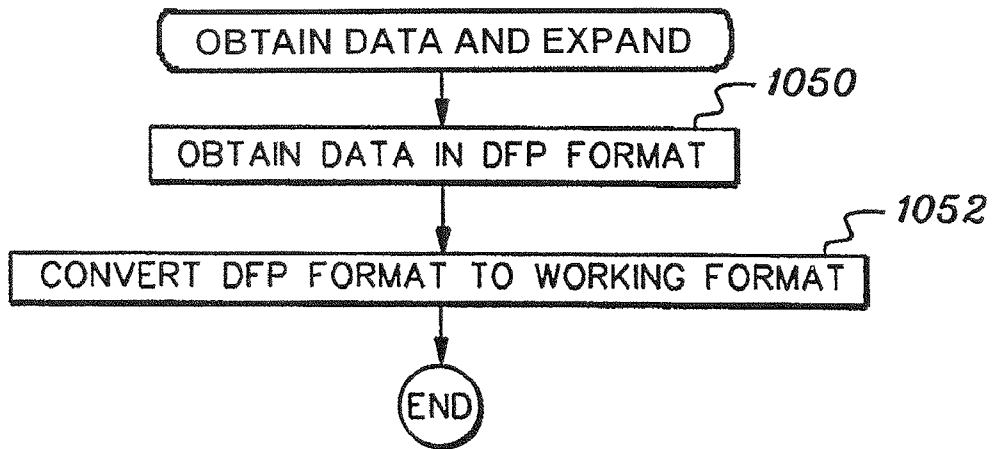 OBTAIN DATA AND EXPAND
1050
OBTAIN DATA IN DFP FORMAT
1052
CONVERT DFP FORMAT TO WORKING FORMAT
END